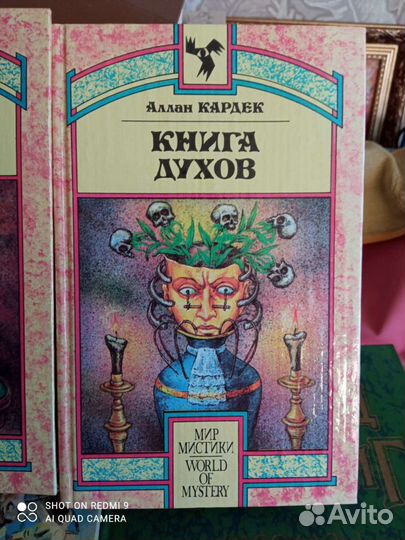 Аллан КАРДЕК
КНИГА
ДУХОВ
МИР
МИСТИКИ
WORLD
OF
MYSTERY
SHOT ON REDMI 9
AI QUAD CAMERA
Avito